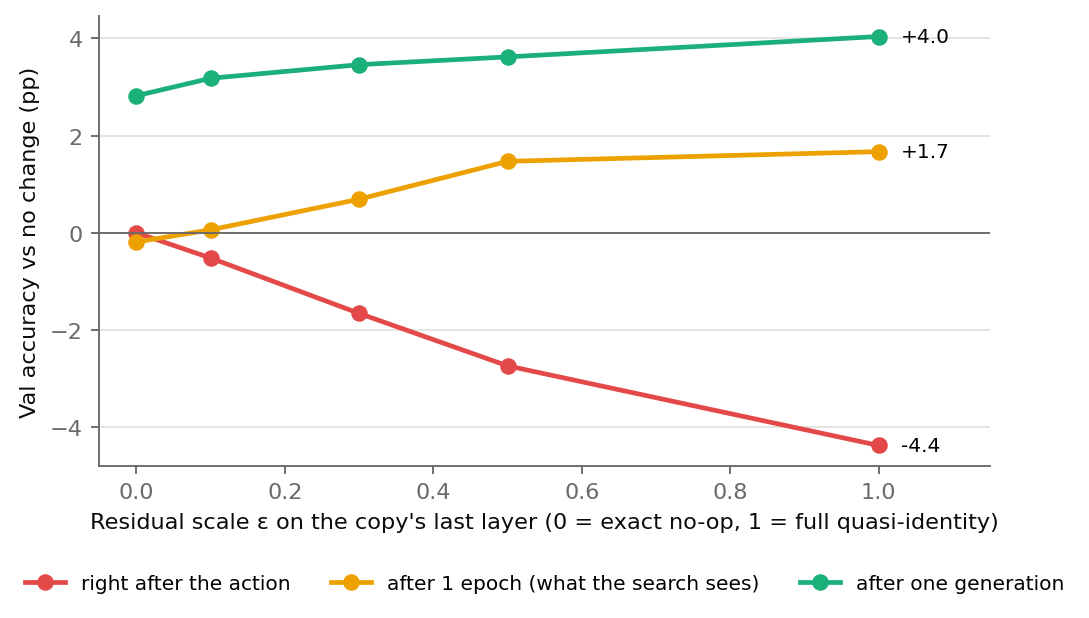 Val accuracy vs no change (pp)
4
2
0
−2
−4
+4.0
+1.7
-4.4
0.0 0.2 0.4 0.6 0.8 1.0
Residual scale ε on the copy's last layer (0 = exact no-op, 1 = full quasi-identity)
right after the action after 1 epoch (what the search sees) after one generation